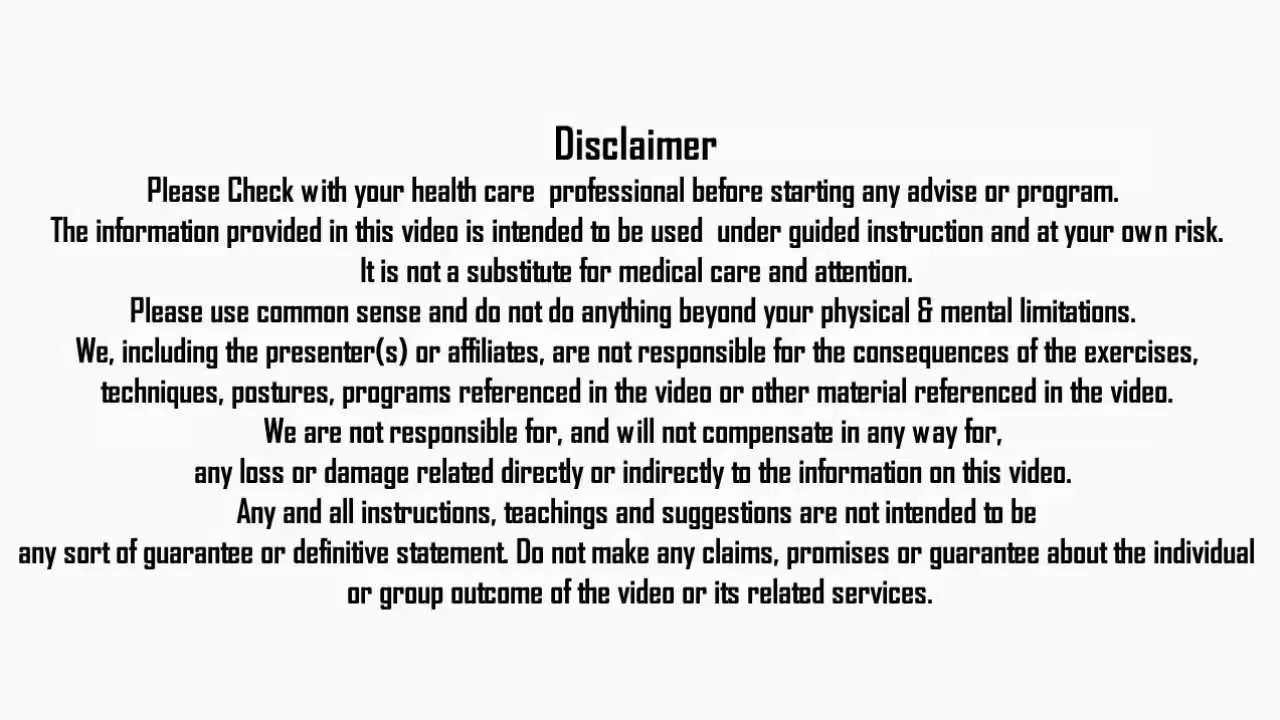 Disclaimer
Please Check with your health care professional before starting any advise or program.
The information provided in this video is intended to be used under guided instruction and at your own risk.
It is not a substitute for medical care and attention.
Please use common sense and do not do anything beyond your physical & mental limitations.
We, including the presenter(s) or affiliates, are not responsible for the consequences of the exercises,
techniques, postures, programs referenced in the video or other material referenced in the video.
We are not responsible for, and will not compensate in any way for,
any loss or damage related directly or indirectly to the information on this video.
Any and all instructions, teachings and suggestions are not intended to be
any sort of guarantee or definitive statement. Do not make any claims, promises or guarantee about the individual
or group outcome of the video or its related services.